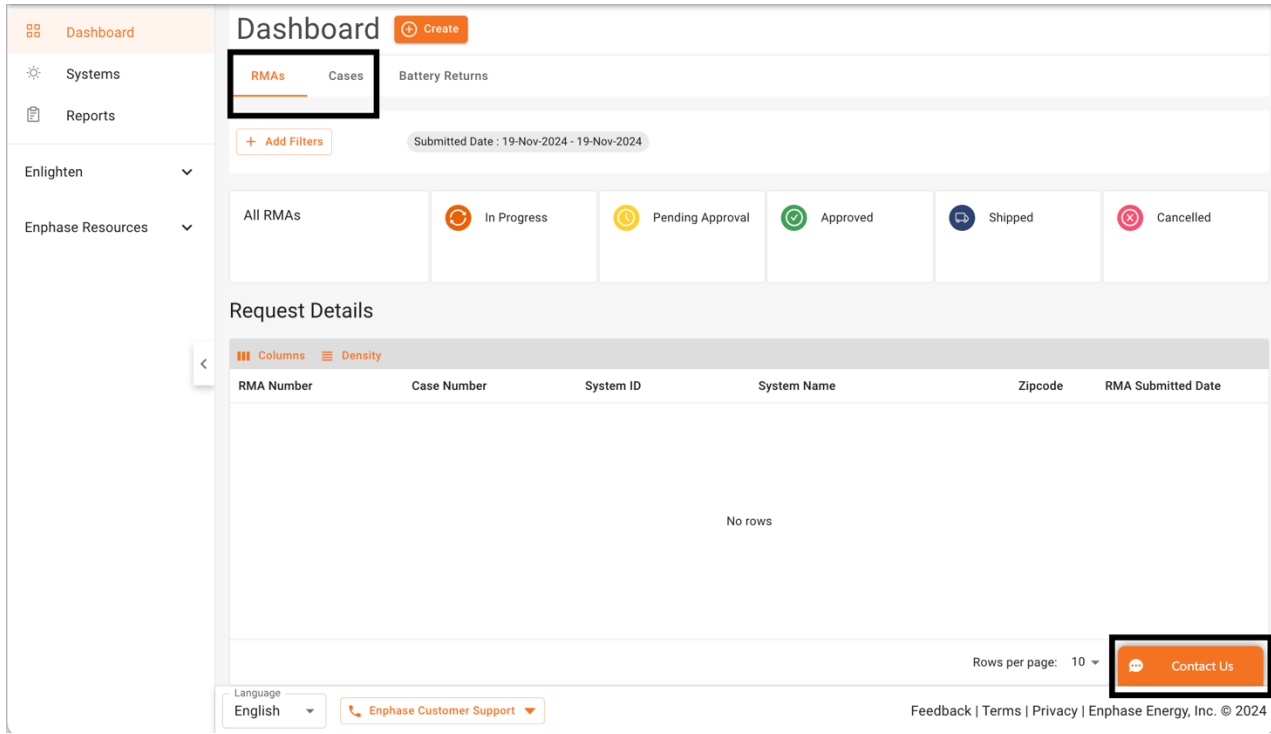 Dashboard
Systems
Reports
Enlighten
Enphase Resources
Dashboard
Create
RMAs Cases Battery Returns
+ Add Filters Submitted Date : 19-Nov-2024 - 19-Nov-2024
All RMAs In Progress Pending Approval Approved Shipped Cancelled
Request Details
Columns Density
RMA Number Case Number System ID System Name Zipcode RMA Submitted Date
No rows
Rows per page: 10
Contact Us
Language
English
Enphase Customer Support
Feedback | Terms | Privacy | Enphase Energy, Inc. © 2024